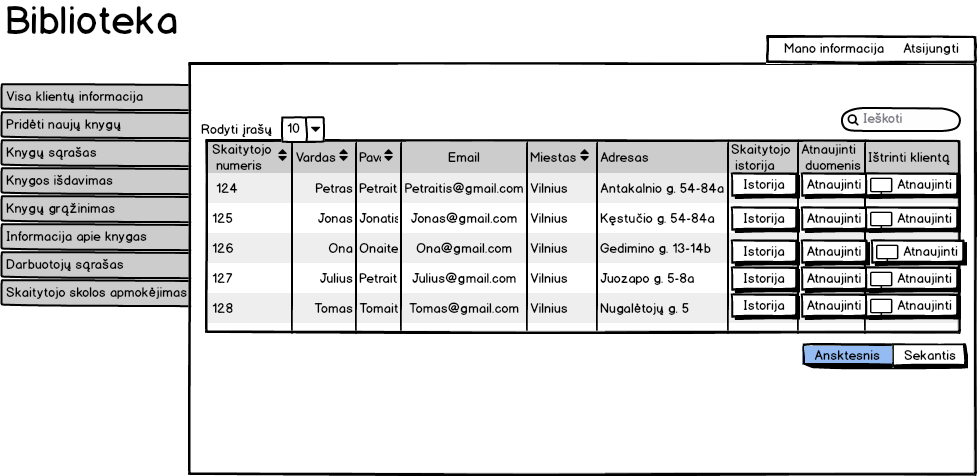 Biblioteka
Mano informacija Atsijungti
Visa klientų informacija
Pridėti naujų knygų
Knygų sąrašas
Knygos išdavimas
Knygų grąžinimas
Informacija apie knygas
Darbuotojų sąrašas
Skaitytojo skolos apmokėjimas
Rodyti įrašų 10
Ieškoti
Skaitytojo numeris Vardas Pavı Email Miestas Adresas Skaitytojo istorija Atnaujinti duomenis Ištrinti klientą
124 Petras Petrait Petraitis@gmail.com Vilnius Antakalnio g. 54-84a Istorija Atnaujinti Atnaujinti
125 Jonas Jonatis Jonas@gmail.com Vilnius Kęstučio g. 54-84a Istorija Atnaujinti Atnaujinti
126 Ona Onaite Ona@gmail.com Vilnius Gedimino g. 13-14b Istorija Atnaujinti Atnaujinti
127 Julius Petrait Julius@gmail.com Vilnius Juozapo g. 5-8a Istorija Atnaujinti Atnaujinti
128 Tomas Tomait Tomas@gmail.com Vilnius Nugalėtojų g. 5 Istorija Atnaujinti Atnaujinti
Ansktesnis Sekantis